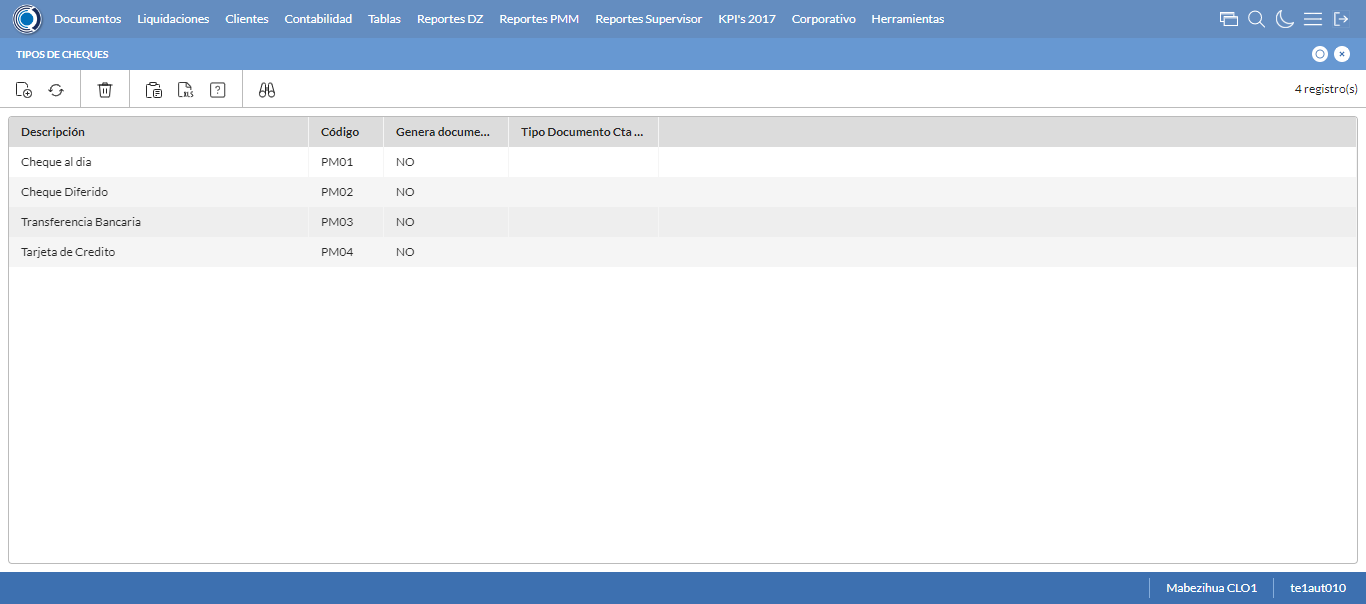 Documentos Liquidaciones Clientes Contabilidad Tablas Reportes DZ Reportes PMM Reportes Supervisor KPI's 2017 Corporativo Herramientas
TIPOS DE CHEQUES
XLS ? 4 registro(s)
Descripción Código Genera docume... Tipo Documento Cta ...
Cheque al dia PM01 NO
Cheque Diferido PM02 NO
Transferencia Bancaria PM03 NO
Tarjeta de Credito PM04 NO
Mabezihua CLO1 te1aut010